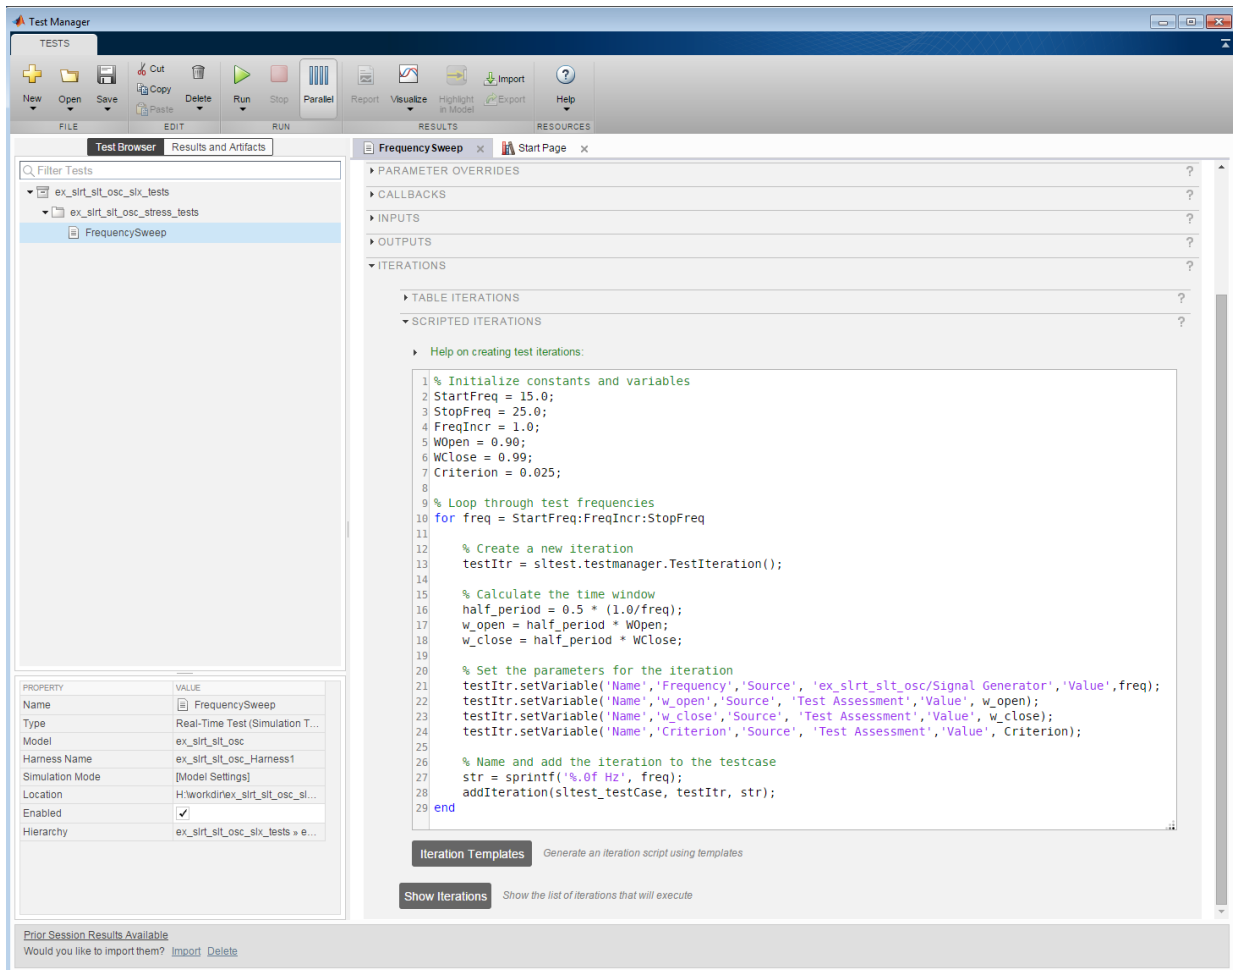 Test Manager
TESTS
New
Open
Save
Cut
Copy
Paste
Delete
Run
Stop
Parallel
Report
Visualize
Highlight in Model
Import
Export
Help
FILE
EDIT
RUN
RESULTS
RESOURCES
Test Browser
Results and Artifacts
Filter Tests
ex_slrt_slt_osc_slx_tests
ex_slrt_slt_osc_stress_tests
FrequencySweep
FrequencySweep
Start Page
PARAMETER OVERRIDES ?
CALLBACKS ?
INPUTS ?
OUTPUTS ?
ITERATIONS ?
TABLE ITERATIONS ?
SCRIPTED ITERATIONS ?
Help on creating test iterations:
1 % Initialize constants and variables
2 StartFreq = 15.0;
3 StopFreq = 25.0;
4 FreqIncr = 1.0;
5 WOpen = 0.90;
6 WClose = 0.99;
7 Criterion = 0.025;
8
9 % Loop through test frequencies
10 for freq = StartFreq:FreqIncr:StopFreq
11
12 % Create a new iteration
13 testItr = sltest.testmanager.TestIteration();
14
15 % Calculate the time window
16 half_period = 0.5 * (1.0/freq);
17 w_open = half_period * WOpen;
18 w_close = half_period * WClose;
19
20 % Set the parameters for the iteration
21 testItr.setVariable('Name','Frequency','Source', 'ex_slrt_slt_osc/Signal Generator','Value',freq);
22 testItr.setVariable('Name','w_open','Source', 'Test Assessment','Value', w_open);
23 testItr.setVariable('Name','w_close','Source', 'Test Assessment','Value', w_close);
24 testItr.setVariable('Name','Criterion','Source', 'Test Assessment','Value', Criterion);
25
26 % Name and add the iteration to the testcase
27 str = sprintf('%.0f Hz', freq);
28 addIteration(sltest_testCase, testItr, str);
29 end
Iteration Templates Generate an iteration script using templates
Show Iterations Show the list of iterations that will execute
PROPERTY VALUE
Name FrequencySweep
Type Real-Time Test (Simulation T...
Model ex_slrt_slt_osc
Harness Name ex_slrt_slt_osc_Harness1
Simulation Mode [Model Settings]
Location H:\workdir\ex_slrt_slt_osc_sl...
Enabled
Hierarchy ex_slrt_slt_osc_slx_tests » e...
Prior Session Results Available
Would you like to import them? Import Delete